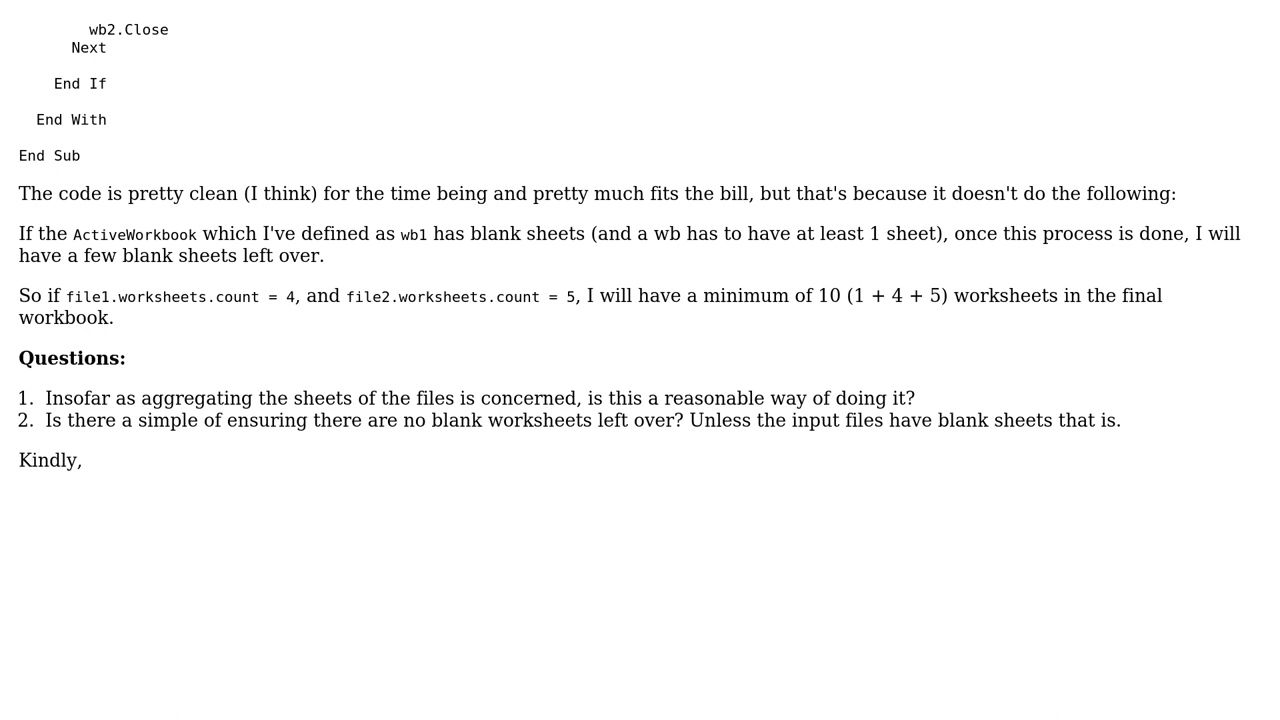 wb2.Close
Next
End If
End With
End Sub
The code is pretty clean (I think) for the time being and pretty much fits the bill, but that's because it doesn't do the following:
If the ActiveWorkbook which I've defined as wb1 has blank sheets (and a wb has to have at least 1 sheet), once this process is done, I will
have a few blank sheets left over.
So if file1.worksheets.count = 4, and file2.worksheets.count = 5, I will have a minimum of 10 (1 + 4 + 5) worksheets in the final
workbook.
Questions:
1. Insofar as aggregating the sheets of the files is concerned, is this a reasonable way of doing it?
2. Is there a simple of ensuring there are no blank worksheets left over? Unless the input files have blank sheets that is.
Kindly,